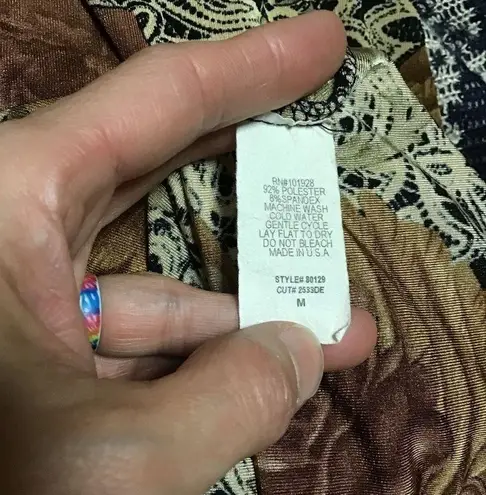 RN#101928
92% POLESTER
8%SPANDEX
MACHINE WASH
COLD WATER
GENTLE CYCLE
LAY FLAT TO DRY
DO NOT BLEACH
MADE IN U.S.A
STYLE# 80129
CUT# 2533DE
M